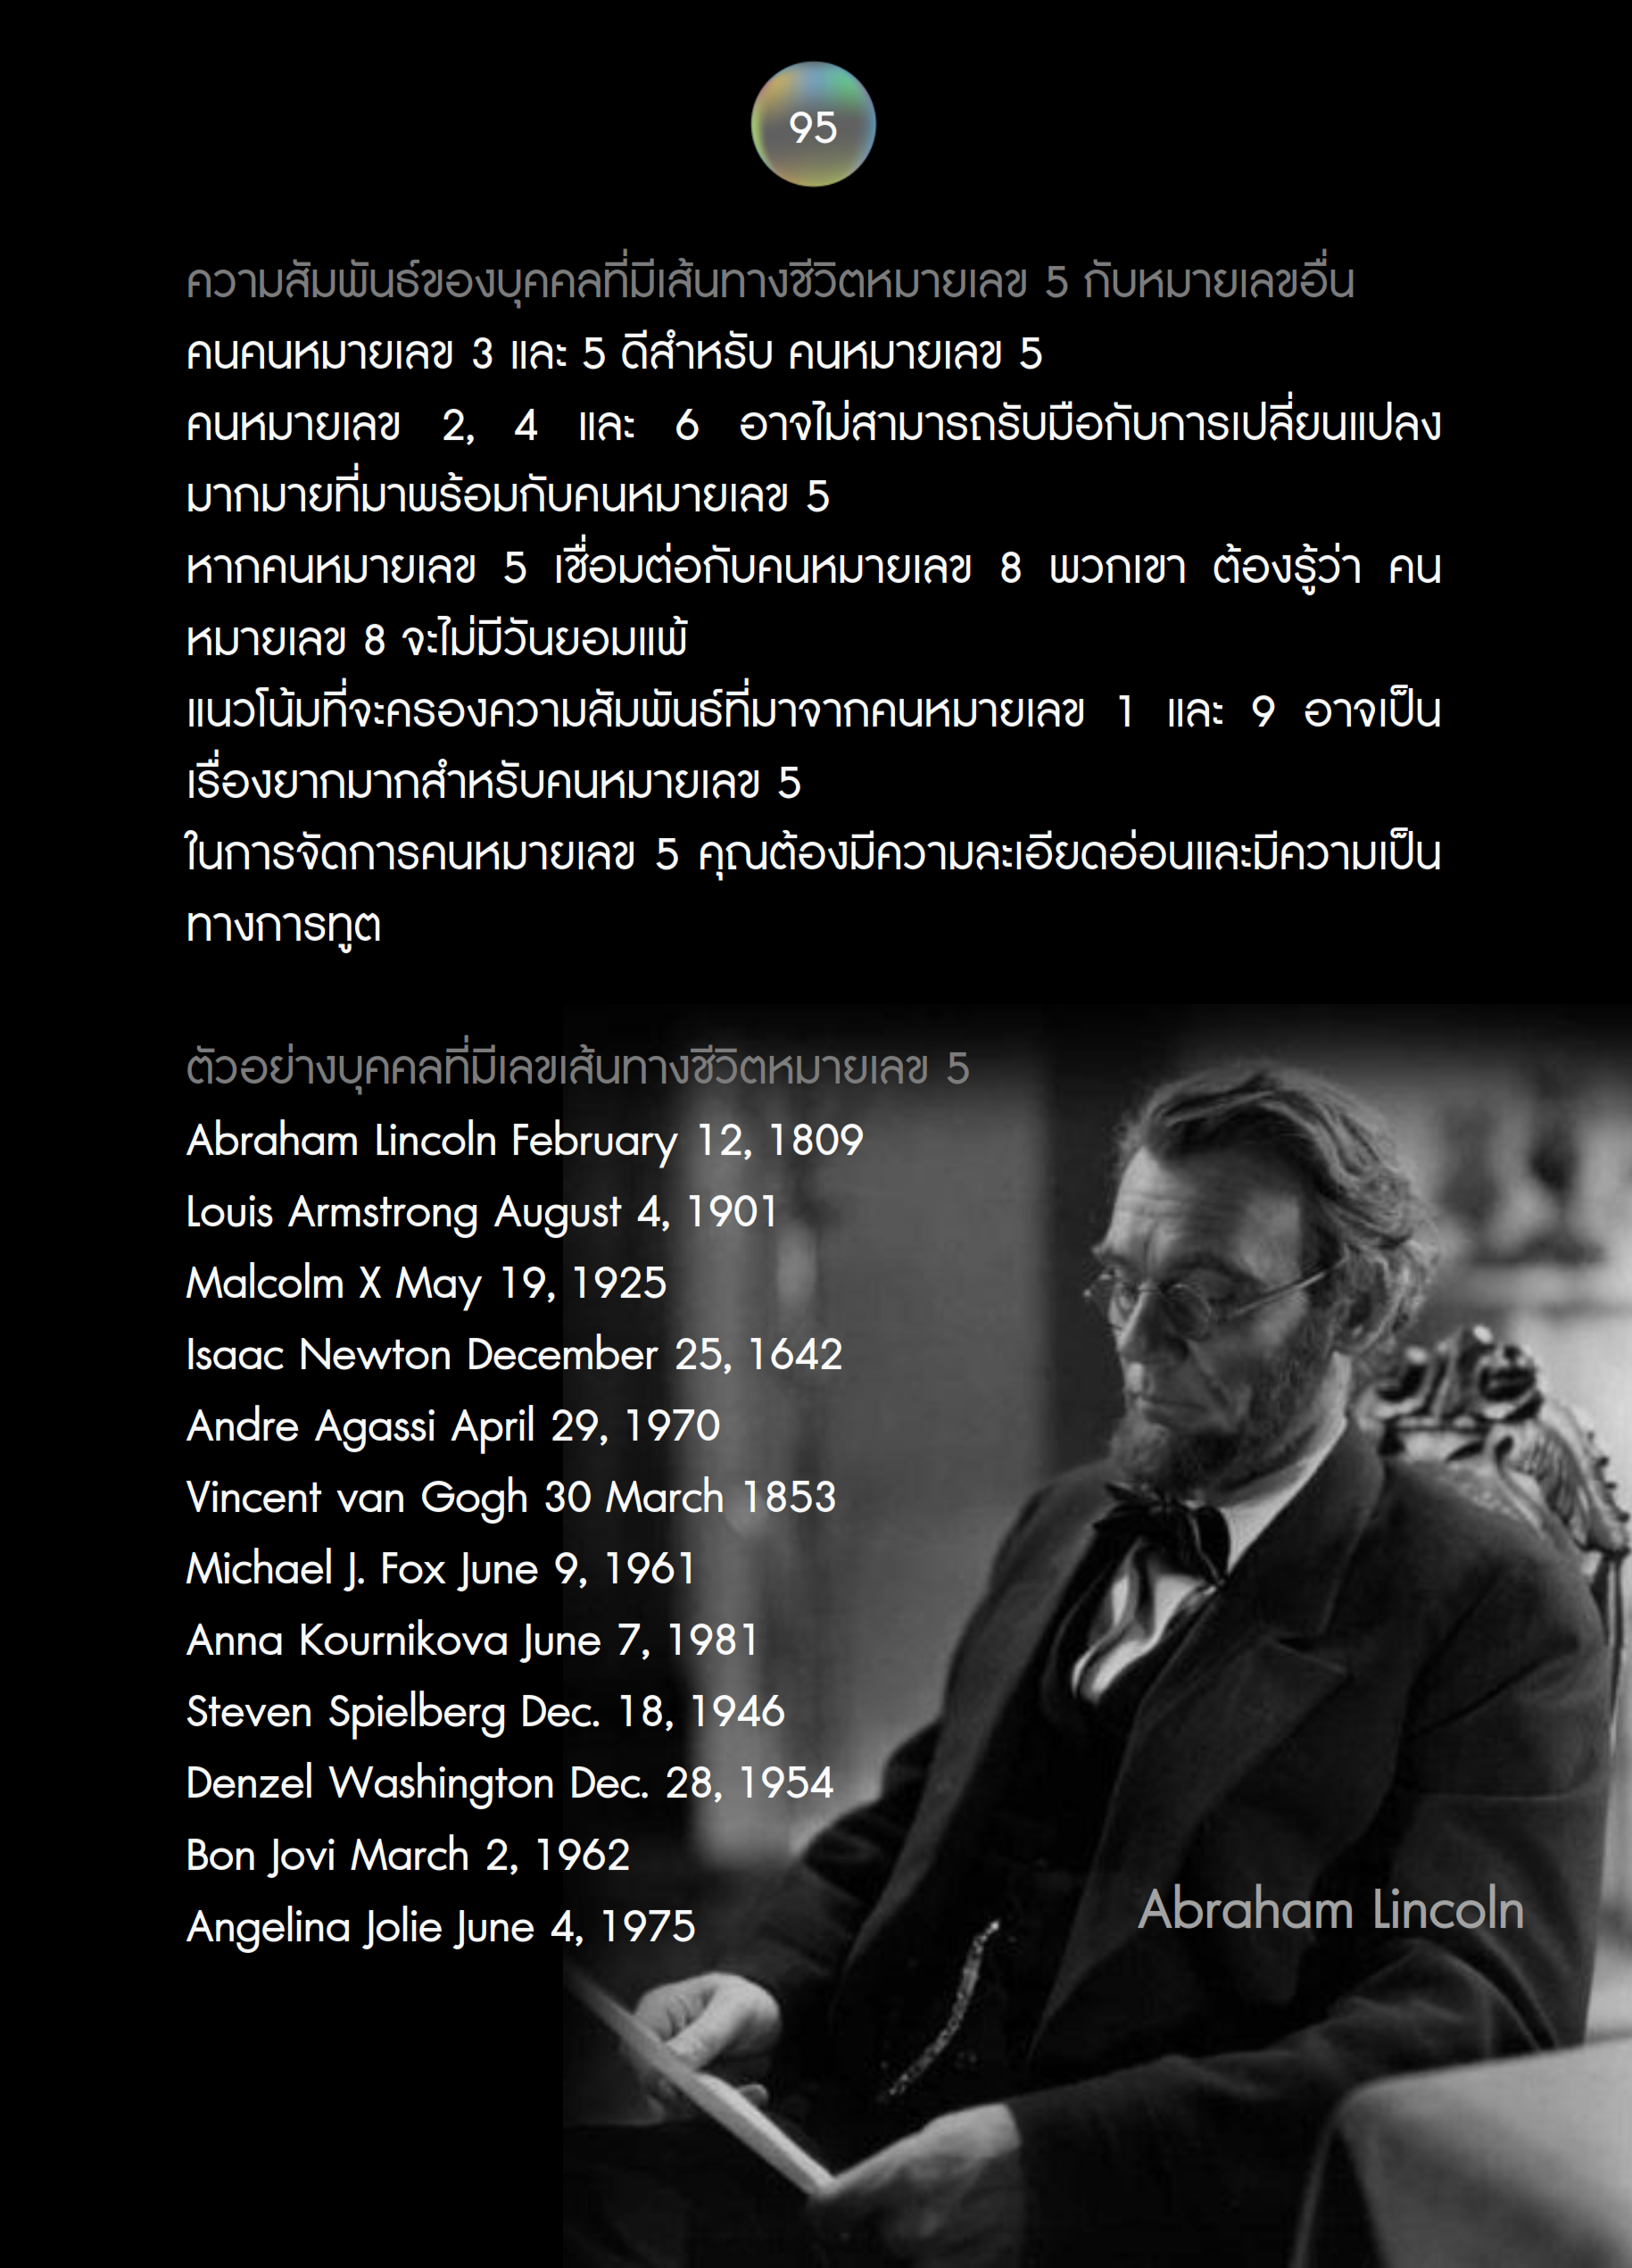 95
ความสัมพันธ์ของบุคคลที่มีเส้นทางชีวิตหมายเลข 5 กับหมายเลขอื่น
คนคนหมายเลข 3 และ 5 ดีสำหรับ คนหมายเลข 5
คนหมายเลข 2, 4 และ 6 อาจไม่สามารถรับมือกับการเปลี่ยนแปลง
มากมายที่มาพร้อมกับคนหมายเลข 5
หากคนหมายเลข 5 เชื่อมต่อกับคนหมายเลข 8 พวกเขา ต้องรู้ว่า คน
หมายเลข 8 จะไม่มีวันยอมแพ้
แนวโน้มที่จะครองความสัมพันธ์ที่มาจากคนหมายเลข 1 และ 9 อาจเป็น
เรื่องยากมากสำหรับคนหมายเลข 5
ในการจัดการคนหมายเลข 5 คุณต้องมีความละเอียดอ่อนและมีความเป็น
ทางการทูต
ตัวอย่างบุคคลที่มีเลขเส้นทางชีวิตหมายเลข 5
Abraham Lincoln February 12, 1809
Louis Armstrong August 4, 1901
Malcolm X May 19, 1925
Isaac Newton December 25, 1642
Andre Agassi April 29, 1970
Vincent van Gogh 30 March 1853
Michael J. Fox June 9, 1961
Anna Kournikova June 7, 1981
Steven Spielberg Dec. 18, 1946
Denzel Washington Dec. 28, 1954
Bon Jovi March 2, 1962
Angelina Jolie June 4, 1975
Abraham Lincoln